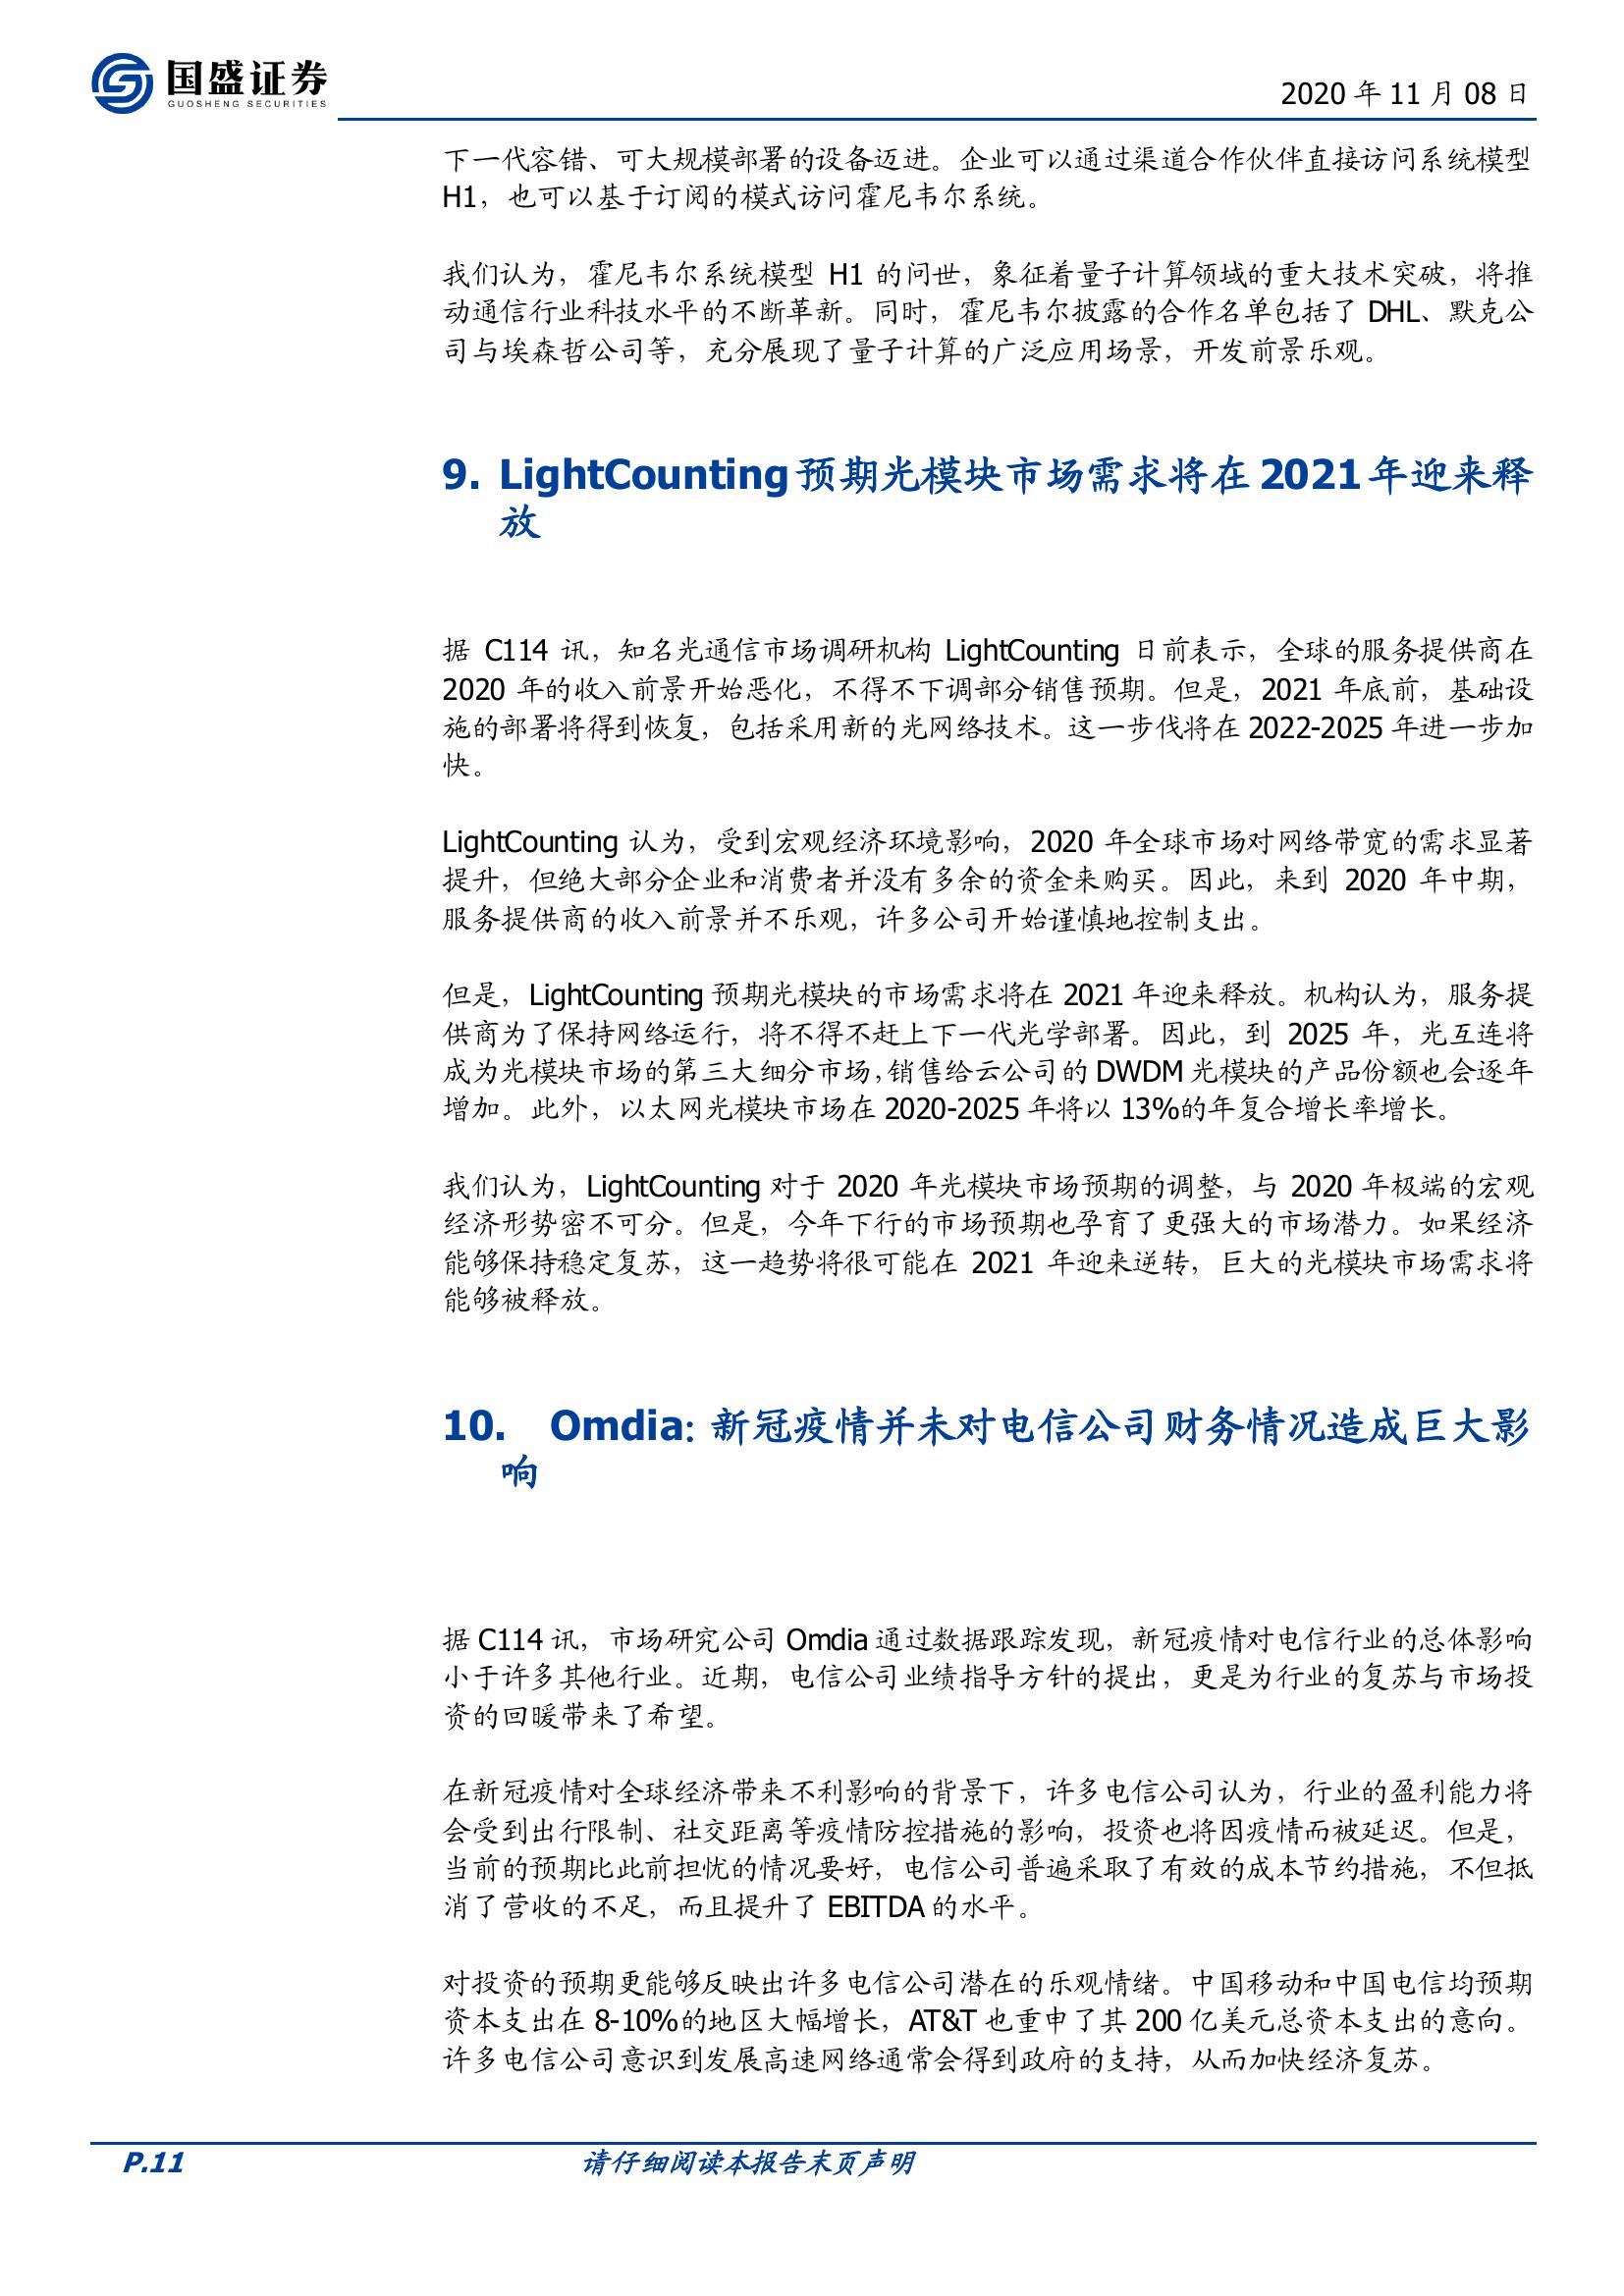 国盛证券
GUOSHENG SECURITIES
2020 年 11 月 08 日
下一代容错、可大规模部署的设备迈进。企业可以通过渠道合作伙伴直接访问系统模型
H1，也可以基于订阅的模式访问霍尼韦尔系统。
我们认为，霍尼韦尔系统模型 H1 的问世，象征着量子计算领域的重大技术突破，将推
动通信行业科技水平的不断革新。同时，霍尼韦尔披露的合作名单包括了 DHL、默克公
司与埃森哲公司等，充分展现了量子计算的广泛应用场景，开发前景乐观。
9. LightCounting 预期光模块市场需求将在 2021 年迎来释
放
据 C114 讯，知名光通信市场调研机构 LightCounting 日前表示，全球的服务提供商在
2020 年的收入前景开始恶化，不得不下调部分销售预期。但是，2021 年底前，基础设
施的部署将得到恢复，包括采用新的光网络技术。这一步伐将在 2022-2025 年进一步加
快。
LightCounting 认为，受到宏观经济环境影响，2020 年全球市场对网络带宽的需求显著
提升，但绝大部分企业和消费者并没有多余的资金来购买。因此，来到 2020 年中期，
服务提供商的收入前景并不乐观，许多公司开始谨慎地控制支出。
但是，LightCounting 预期光模块的市场需求将在 2021 年迎来释放。机构认为，服务提
供商为了保持网络运行，将不得不赶上下一代光学部署。因此，到 2025 年，光互连将
成为光模块市场的第三大细分市场，销售给云公司的 DWDM 光模块的产品份额也会逐年
增加。此外，以太网光模块市场在 2020-2025 年将以 13%的年复合增长率增长。
我们认为，LightCounting 对于 2020 年光模块市场预期的调整，与 2020 年极端的宏观
经济形势密不可分。但是，今年下行的市场预期也孕育了更强大的市场潜力。如果经济
能够保持稳定复苏，这一趋势将很可能在 2021 年迎来逆转，巨大的光模块市场需求将
能够被释放。
10. Omdia：新冠疫情并未对电信公司财务情况造成巨大影
响
据 C114 讯，市场研究公司 Omdia 通过数据跟踪发现，新冠疫情对电信行业的总体影响
小于许多其他行业。近期，电信公司业绩指导方针的提出，更是为行业的复苏与市场投
资的回暖带来了希望。
在新冠疫情对全球经济带来不利影响的背景下，许多电信公司认为，行业的盈利能力将
会受到出行限制、社交距离等疫情防控措施的影响，投资也将因疫情而被延迟。但是，
当前的预期比此前担忧的情况要好，电信公司普遍采取了有效的成本节约措施，不但抵
消了营收的不足，而且提升了 EBITDA 的水平。
对投资的预期更能够反映出许多电信公司潜在的乐观情绪。中国移动和中国电信均预期
资本支出在 8-10%的地区大幅增长，AT&T 也重申了其 200 亿美元总资本支出的意向。
许多电信公司意识到发展高速网络通常会得到政府的支持，从而加快经济复苏。
P.11
请仔细阅读本报告末页声明